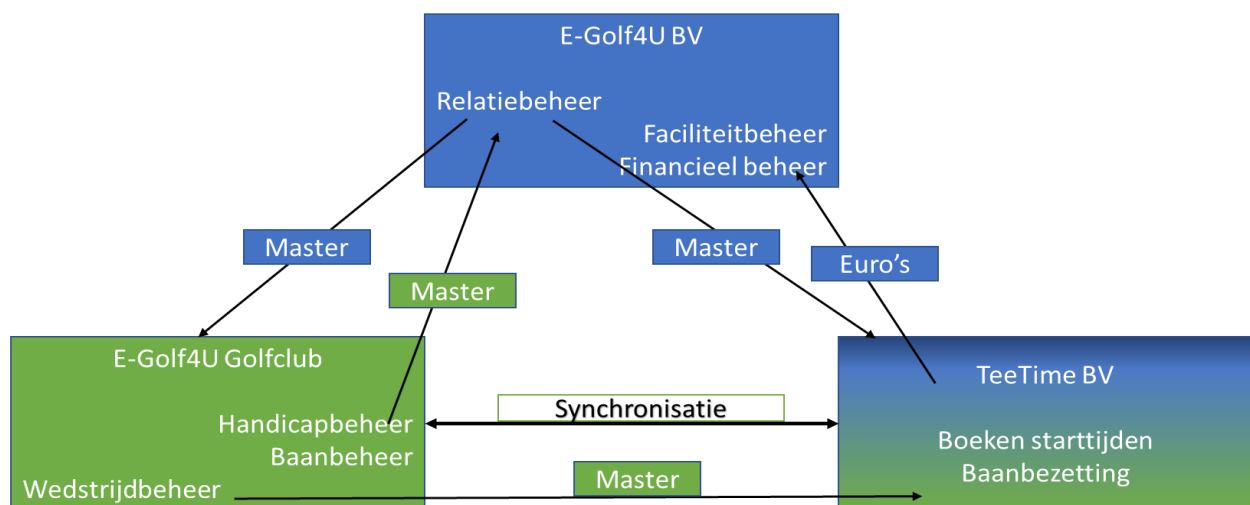 E-Golf4U BV
Relatiebeheer
Faciliteitbeheer
Financieel beheer
Master
Master
Euro's
Master
E-Golf4U Golfclub
TeeTime BV
Synchronisatie
Handicapbeheer
Baanbeheer
Boeken starttijden
Baanbezetting
Wedstrijdbeheer
Master